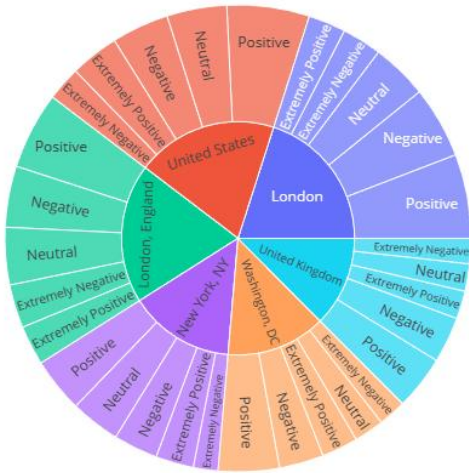 United States
Positive
Neutral
Negative
Extremely Positive
Extremely Negative
London
Positive
Negative
Neutral
Extremely Negative
Extremely Positive
United Kingdom
Extremely Negative
Neutral
Extremely Positive
Negative
Positive
Washington, DC
Extremely Negative
Neutral
Extremely Positive
Negative
Positive
New York, NY
Extremely Negative
Extremely Positive
Negative
Neutral
Positive
London, England
Extremely Positive
Extremely Negative
Neutral
Negative
Positive